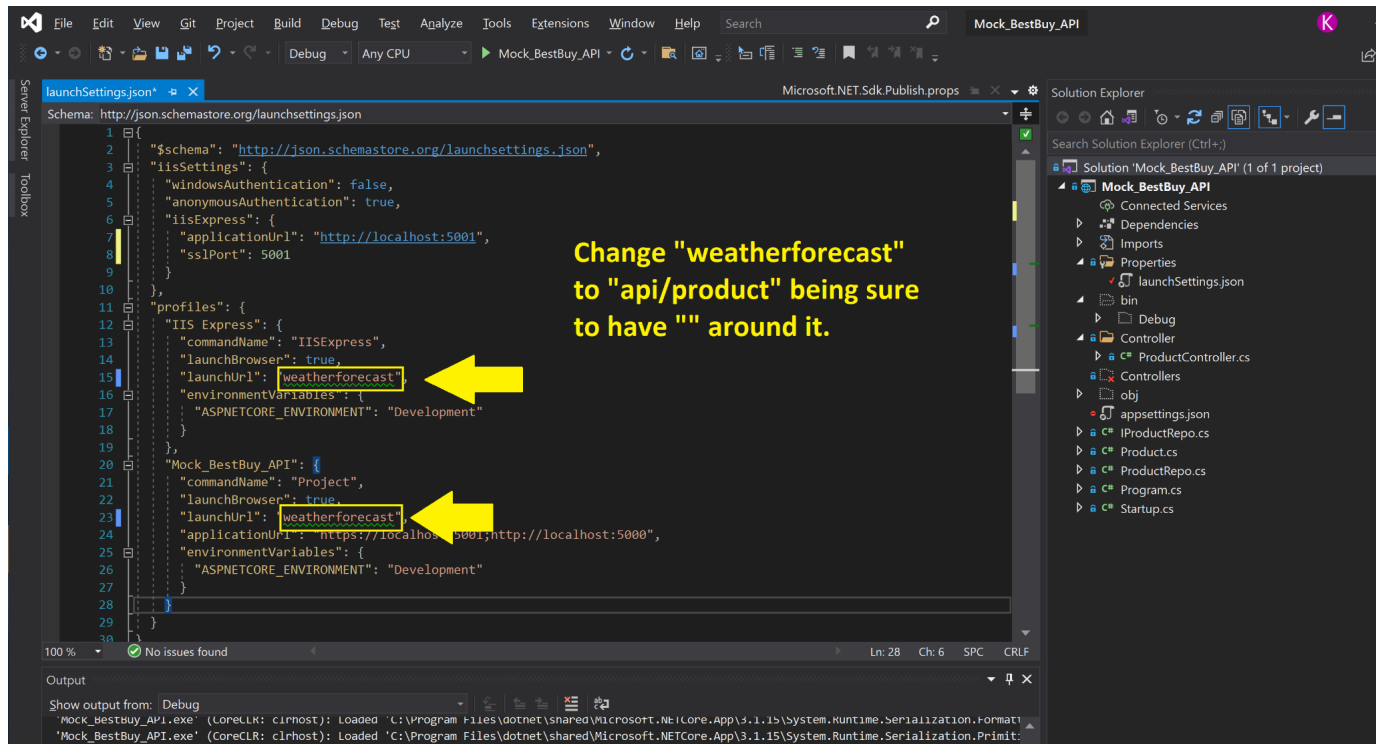 File Edit View Git Project Build Debug Test Analyze Tools Extensions Window Help Search Mock_BestBuy_API K
Debug Any CPU Mock_BestBuy_API
Server Explorer
Toolbox
launchSettings.json* Microsoft.NET.Sdk.Publish.props
Schema: http://json.schemastore.org/launchsettings.json
1 {
2 "$schema": "http://json.schemastore.org/launchsettings.json",
3 "iisSettings": {
4 "windowsAuthentication": false,
5 "anonymousAuthentication": true,
6 "iisExpress": {
7 "applicationUrl": "http://localhost:5001",
8 "sslPort": 5001
9 }
10 },
11 "profiles": {
12 "IIS Express": {
13 "commandName": "IISExpress",
14 "launchBrowser": true,
15 "launchUrl": "weatherforecast",
16 "environmentVariables": {
17 "ASPNETCORE_ENVIRONMENT": "Development"
18 }
19 },
20 "Mock_BestBuy_API": {
21 "commandName": "Project",
22 "launchBrowser": true,
23 "launchUrl": "weatherforecast",
24 "applicationUrl": "https://localhost:5001;http://localhost:5000",
25 "environmentVariables": {
26 "ASPNETCORE_ENVIRONMENT": "Development"
27 }
28 }
29 }
30 }
Change "weatherforecast"
to "api/product" being sure
to have "" around it.
100 % No issues found Ln: 28 Ch: 6 SPC CRLF
Output
Show output from: Debug
'Mock_BestBuy_API.exe' (CoreCLR: clrhost): Loaded 'C:\Program Files\dotnet\shared\Microsoft.NETCore.App\3.1.15\System.Runtime.Serialization.Formatt
'Mock_BestBuy_API.exe' (CoreCLR: clrhost): Loaded 'C:\Program Files\dotnet\shared\Microsoft.NETCore.App\3.1.15\System.Runtime.Serialization.Primiti
Solution Explorer
Search Solution Explorer (Ctrl+;)
Solution 'Mock_BestBuy_API' (1 of 1 project)
Mock_BestBuy_API
Connected Services
Dependencies
Imports
Properties
launchSettings.json
bin
Debug
Controller
C# ProductController.cs
Controllers
obj
appsettings.json
C# IProductRepo.cs
C# Product.cs
C# ProductRepo.cs
C# Program.cs
C# Startup.cs